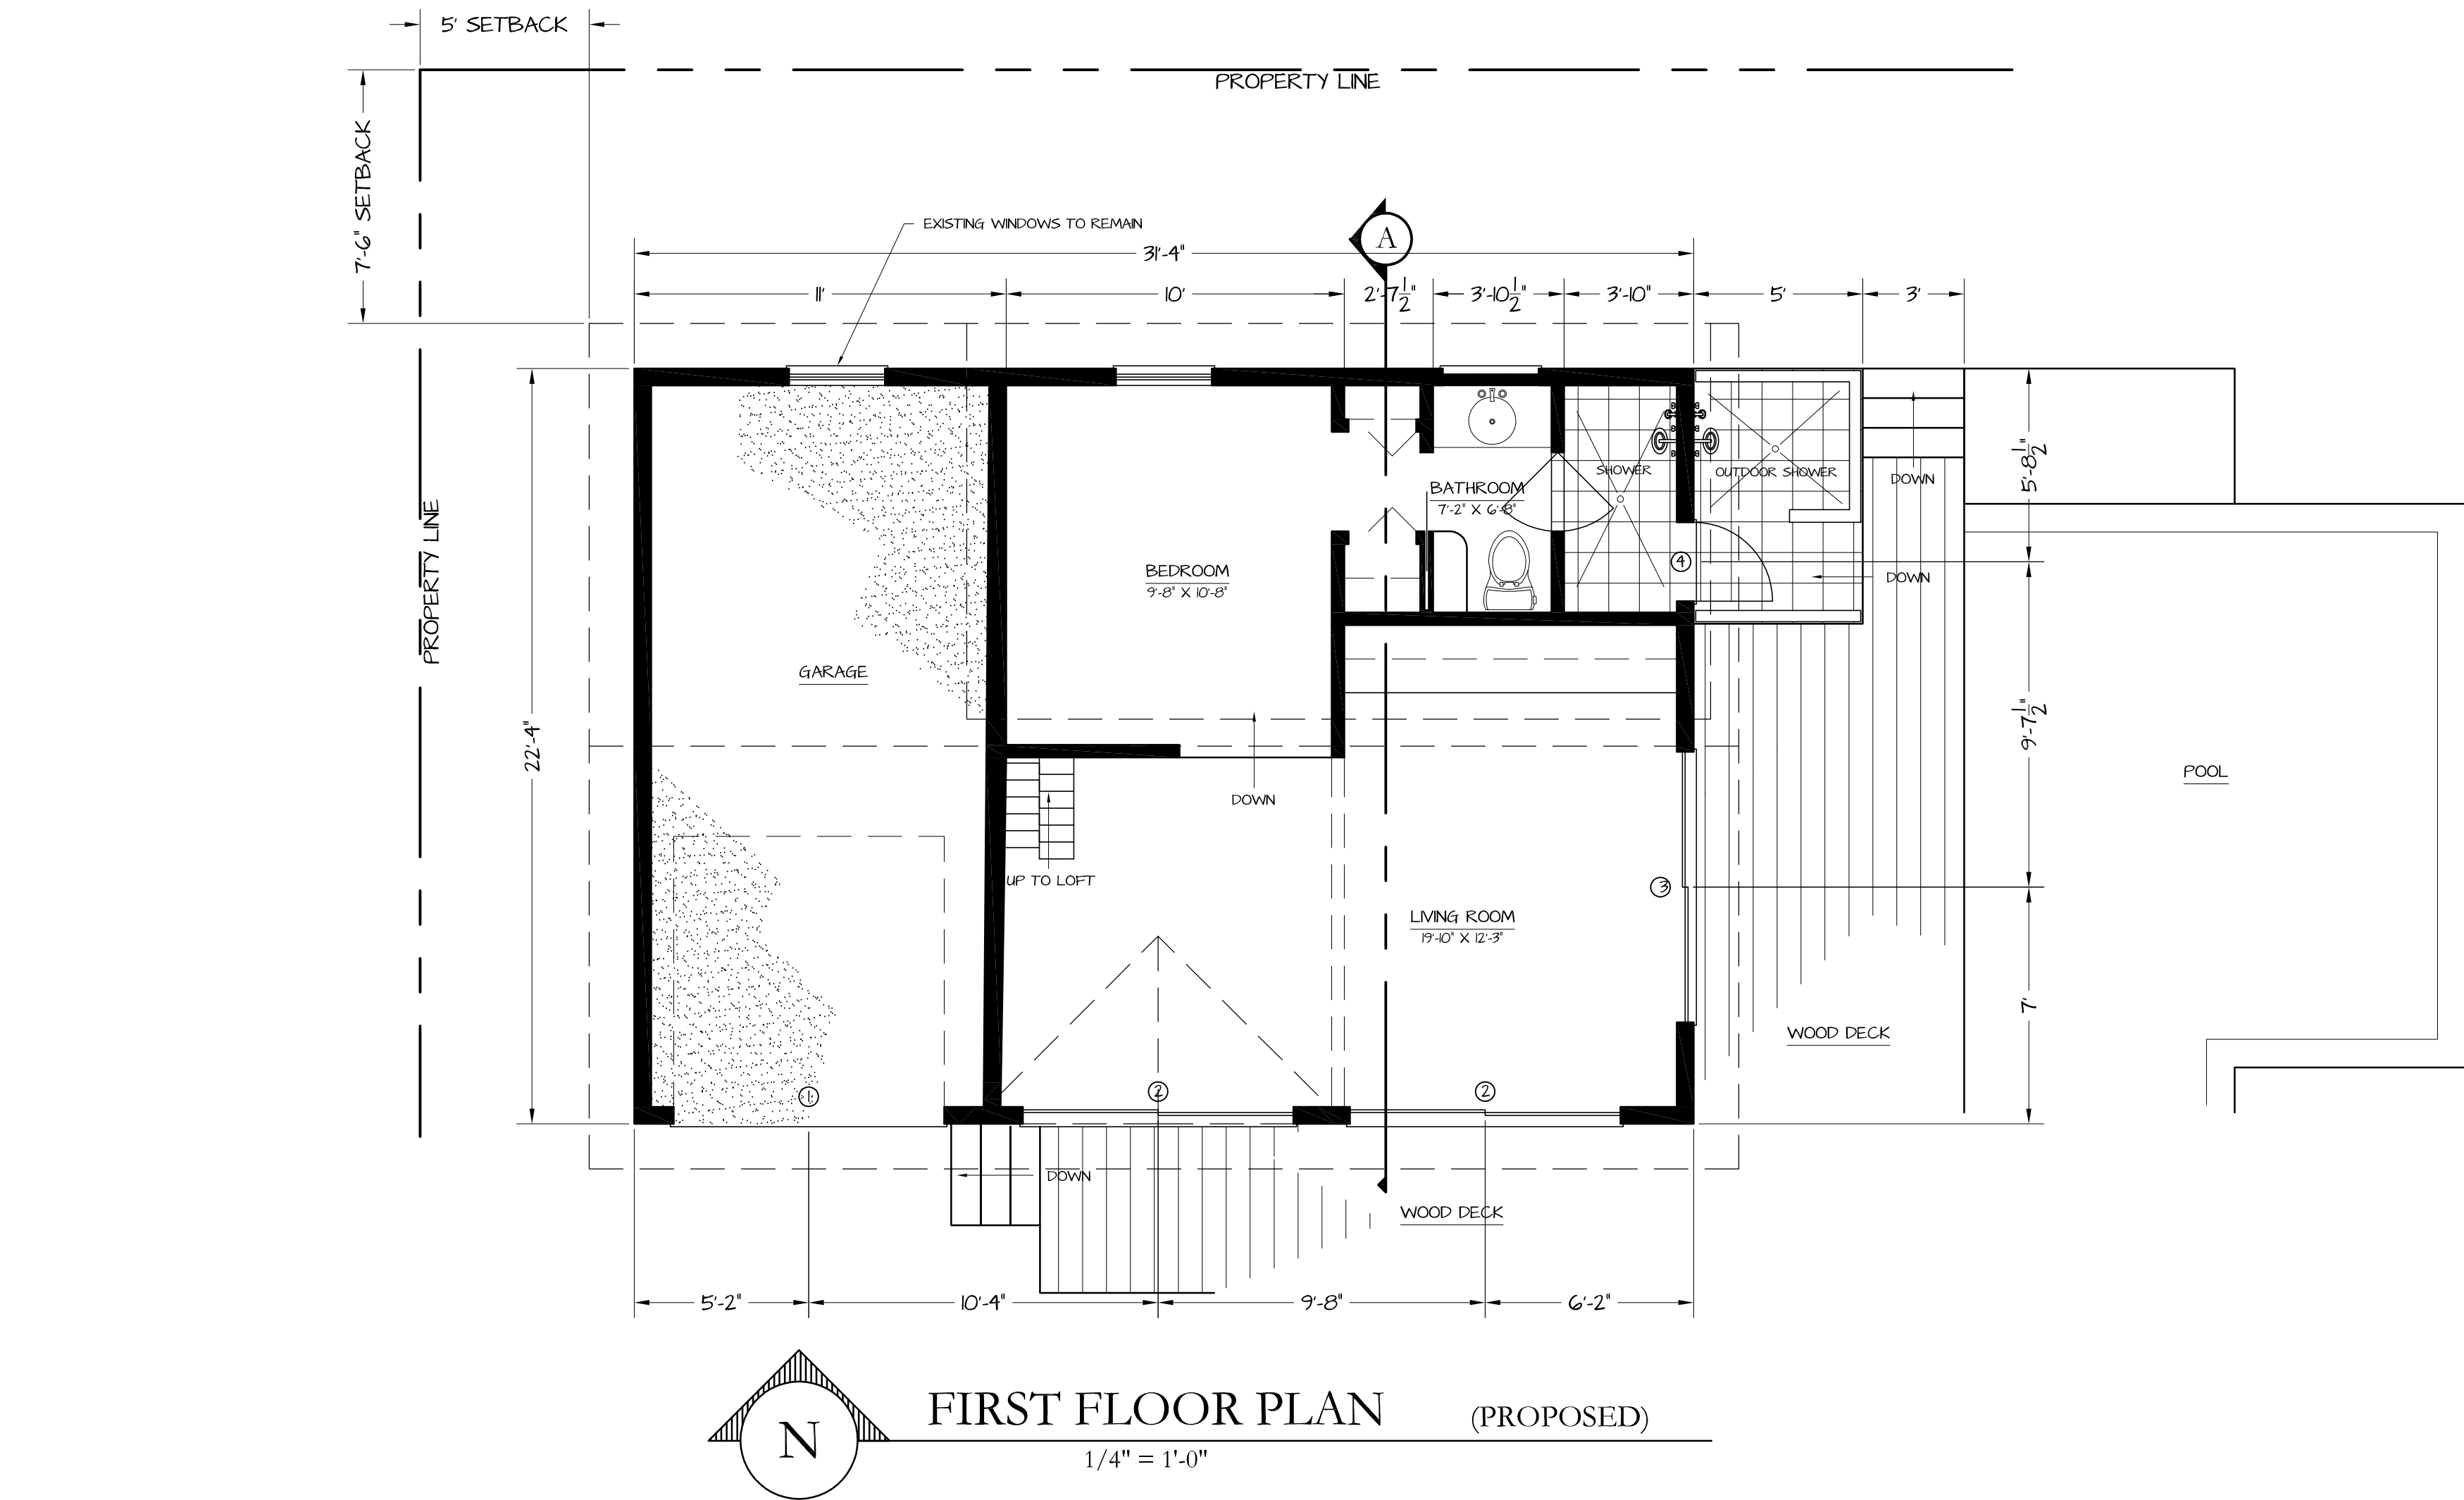 5' SETBACK
PROPERTY LINE
7'-6" SETBACK
EXISTING WINDOWS TO REMAIN
A
31'-4"
11'
10'
2'-7 1/2"
3'-10 1/2"
3'-10"
5'
3'
PROPERTY LINE
22'-4"
5'-8 1/2"
SHOWER
OUTDOOR SHOWER
DOWN
BATHROOM
7'-2" X 6'-8"
4
BEDROOM
9'-8" X 10'-8"
DOWN
GARAGE
9'-7 1/2"
POOL
DOWN
UP TO LOFT
3
LIVING ROOM
19'-10" X 12'-3"
7'
WOOD DECK
1
2
2
DOWN
WOOD DECK
5'-2"
10'-4"
9'-8"
6'-2"
N
FIRST FLOOR PLAN (PROPOSED)
1/4" = 1'-0"